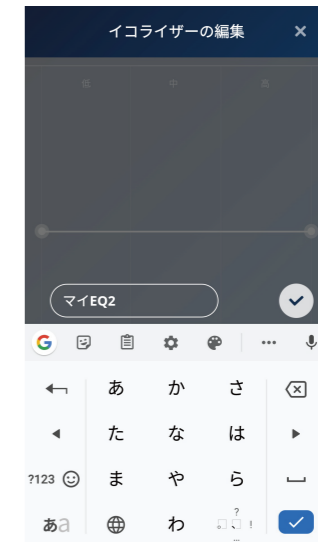 イコライザーの編集 ×
低 中 高
マイEQ2
G
あ か さ
た な は
?123 ま や ら
あa わ 。、?!…